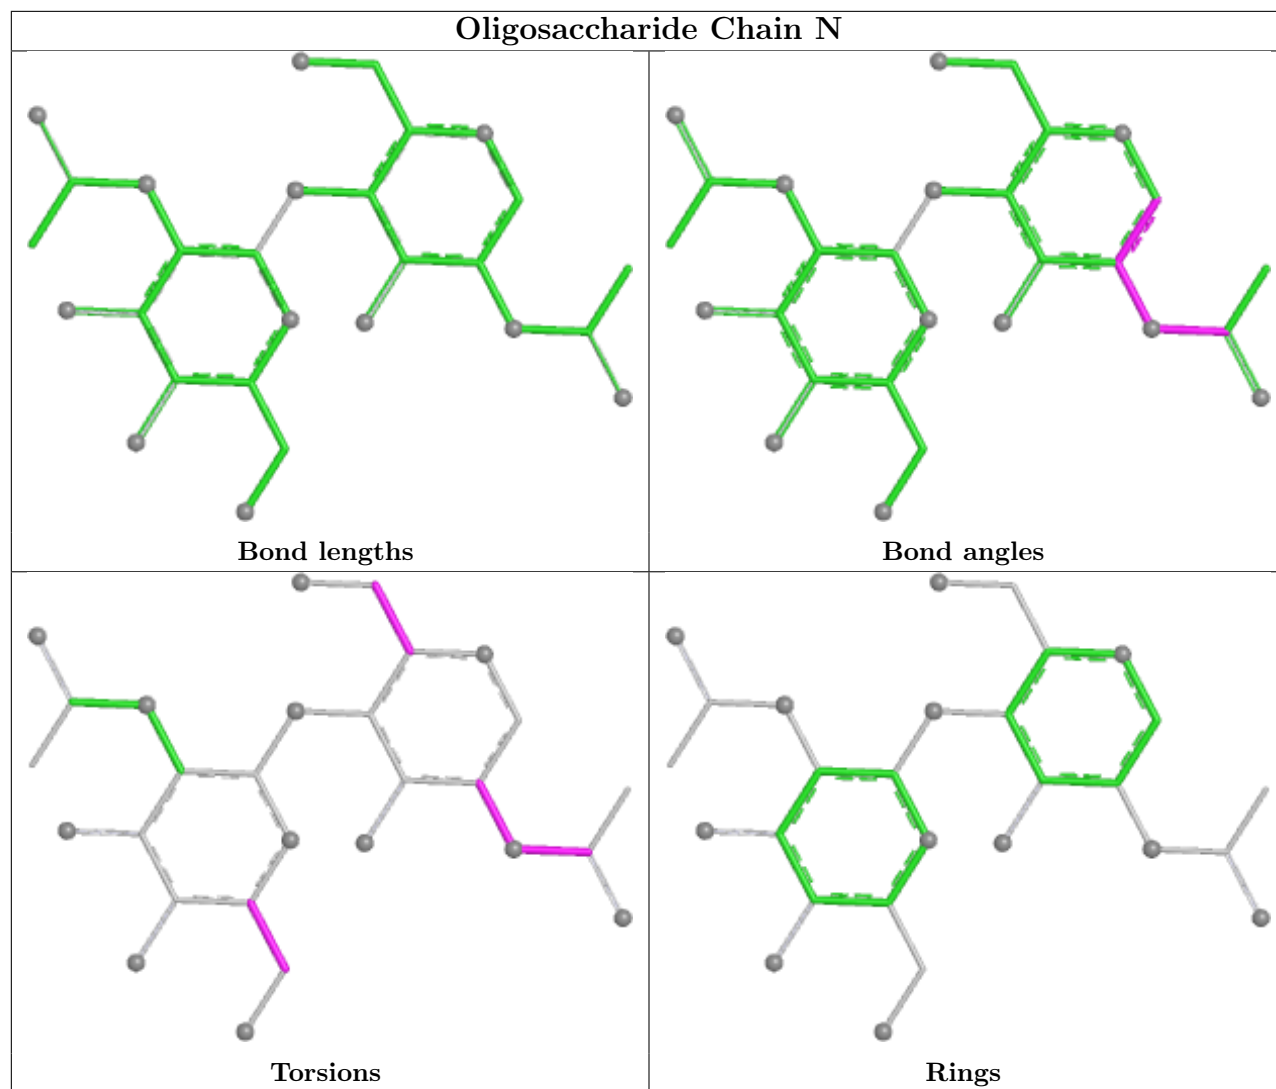 Oligosaccharide Chain N
Bond lengths
Bond angles
Torsions
Rings